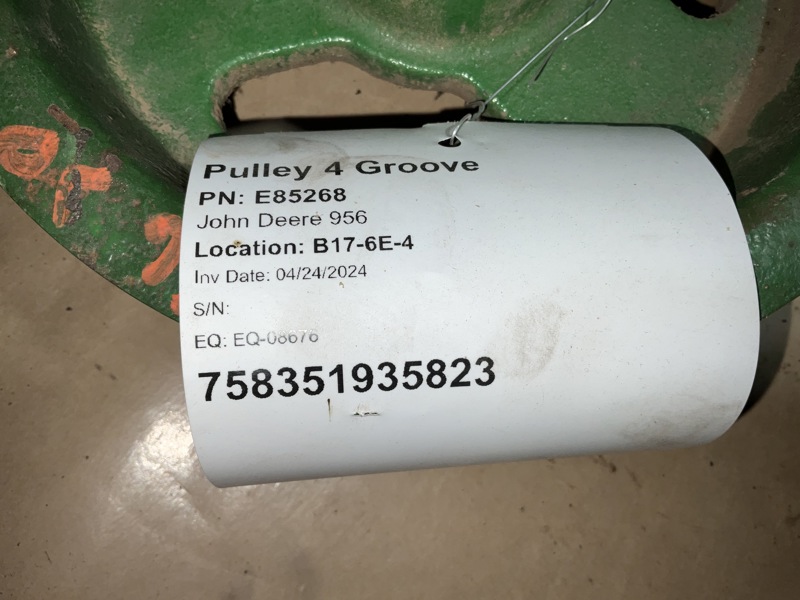 Pulley 4 Groove
PN: E85268
John Deere 956
Location: B17-6E-4
Inv Date: 04/24/2024
S/N:
EQ: EQ-08676
758351935823